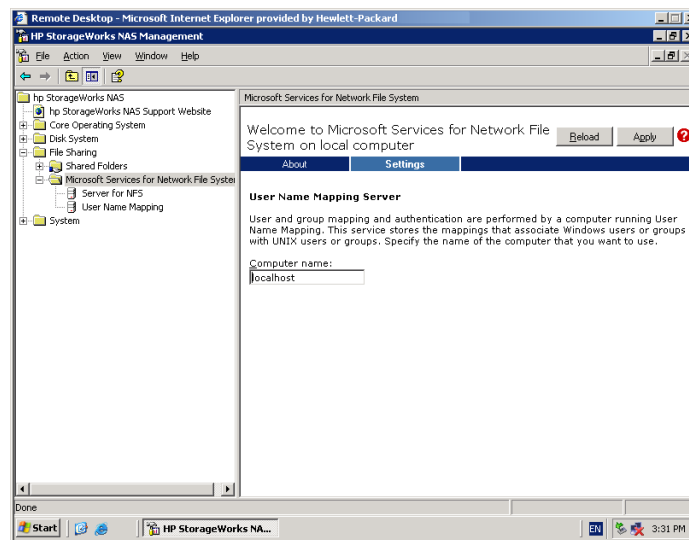 Remote Desktop - Microsoft Internet Explorer provided by Hewlett-Packard
HP StorageWorks NAS Management
File Action View Window Help
hp StorageWorks NAS
hp StorageWorks NAS Support Website
Core Operating System
Disk System
File Sharing
Shared Folders
Microsoft Services for Network File Syster
Server for NFS
User Name Mapping
System
Microsoft Services for Network File System
Welcome to Microsoft Services for Network File
System on local computer
Reload Apply
About Settings
User Name Mapping Server
User and group mapping and authentication are performed by a computer running User
Name Mapping. This service stores the mappings that associate Windows users or groups
with UNIX users or groups. Specify the name of the computer that you want to use.
Computer name:
localhost
Done
Start HP StorageWorks NA... EN 3:31 PM